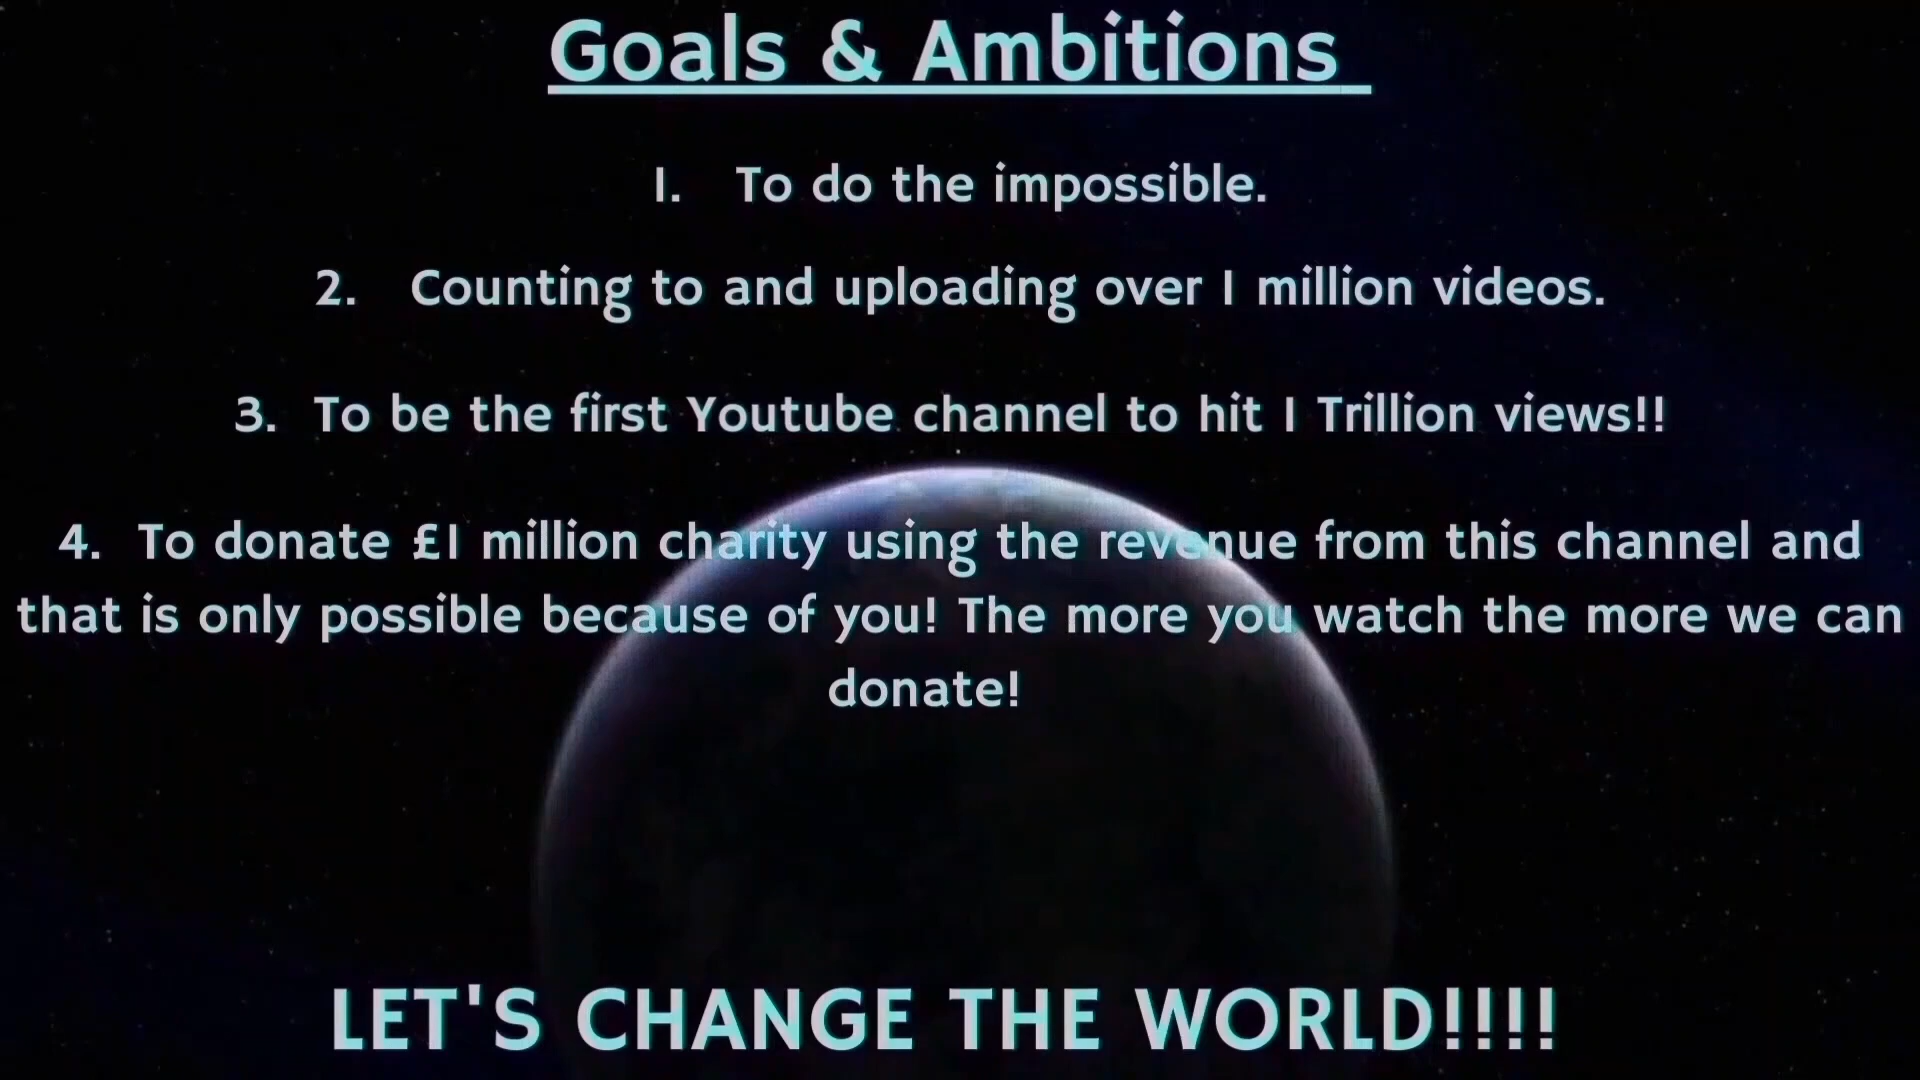 Goals & Ambitions
1. To do the impossible.
2. Counting to and uploading over 1 million videos.
3. To be the first Youtube channel to hit 1 Trillion views!!
4. To donate £1 million charity using the revenue from this channel and
that is only possible because of you! The more you watch the more we can
donate!
LET'S CHANGE THE WORLD!!!!